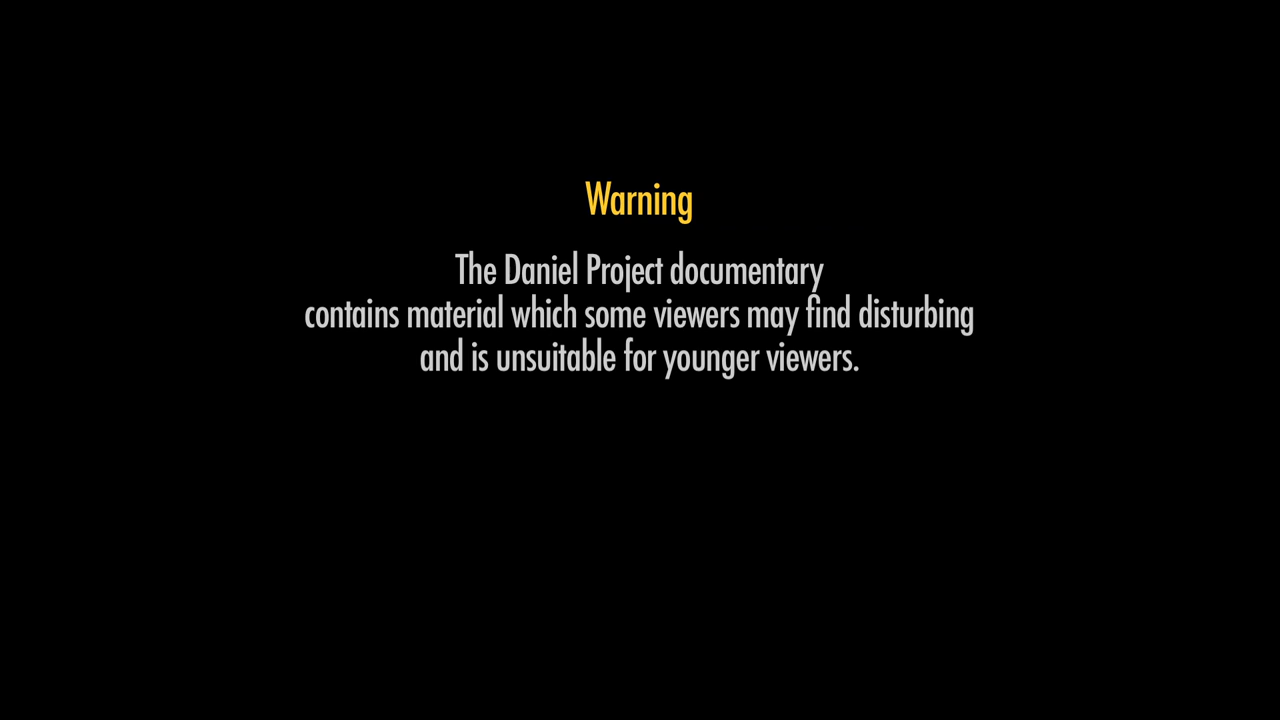 Warning
The Daniel Project documentary
contains material which some viewers may find disturbing
and is unsuitable for younger viewers.